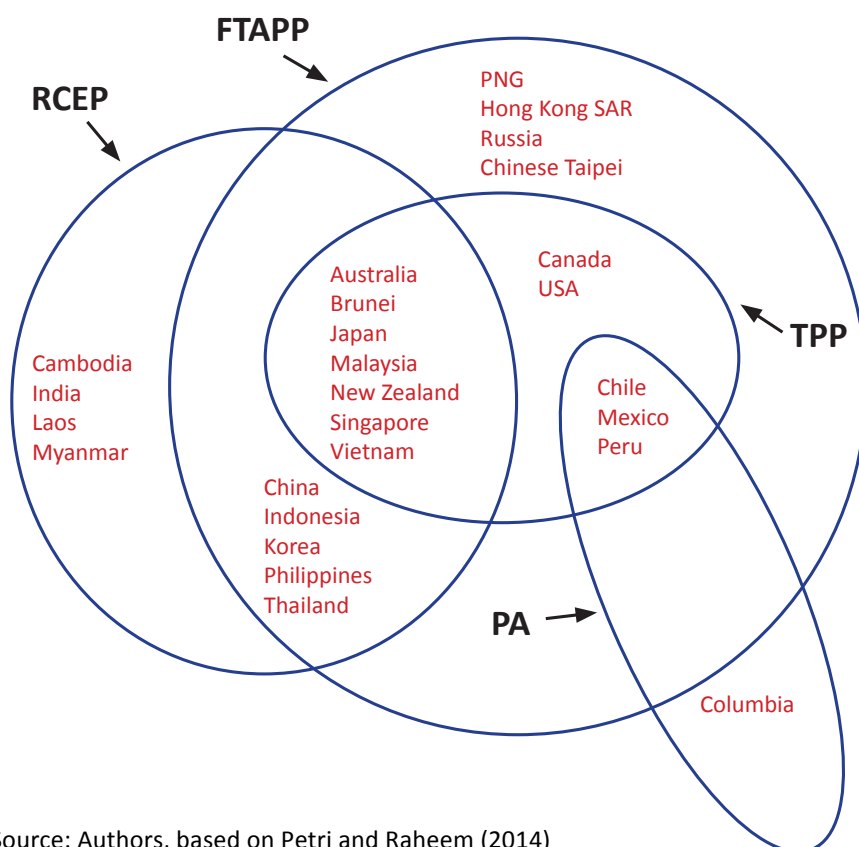 FTAPP
RCEP
PNG
Hong Kong SAR
Russia
Chinese Taipei
Canada
USA
TPP
Australia
Brunei
Japan
Malaysia
New Zealand
Singapore
Vietnam
Cambodia
India
Laos
Myanmar
Chile
Mexico
Peru
China
Indonesia
Korea
Philippines
Thailand
PA
Columbia
Source: Authors, based on Petri and Raheem (2014)